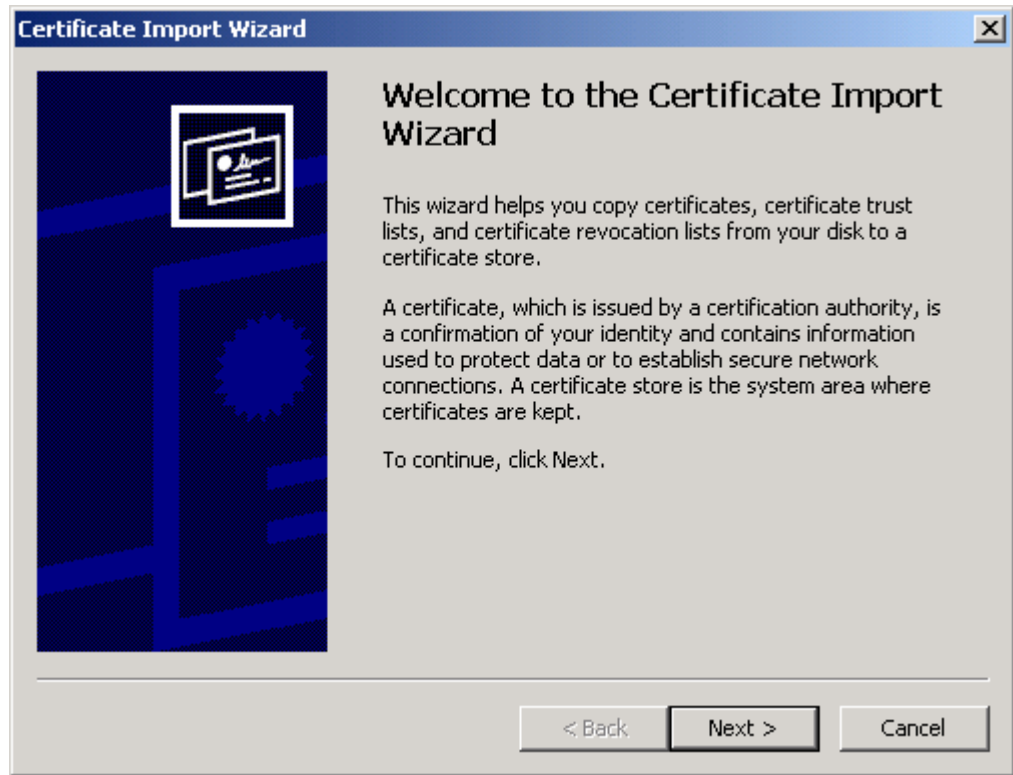 Certificate Import Wizard
Welcome to the Certificate Import
Wizard
This wizard helps you copy certificates, certificate trust
lists, and certificate revocation lists from your disk to a
certificate store.
A certificate, which is issued by a certification authority, is
a confirmation of your identity and contains information
used to protect data or to establish secure network
connections. A certificate store is the system area where
certificates are kept.
To continue, click Next.
< Back
Next >
Cancel